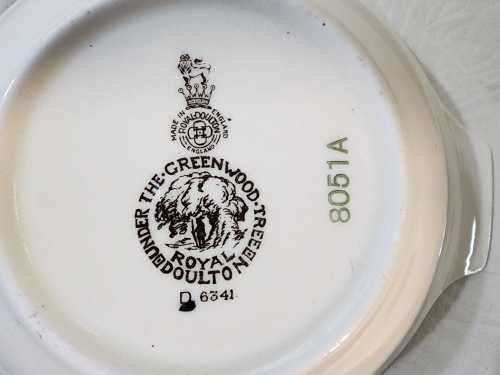 MADE IN ENGLAND
ROYAL DOULTON
ENGLAND
UNDER THE · GREENWOOD · TREE
ROYAL
DOULTON
D 6341
8051A